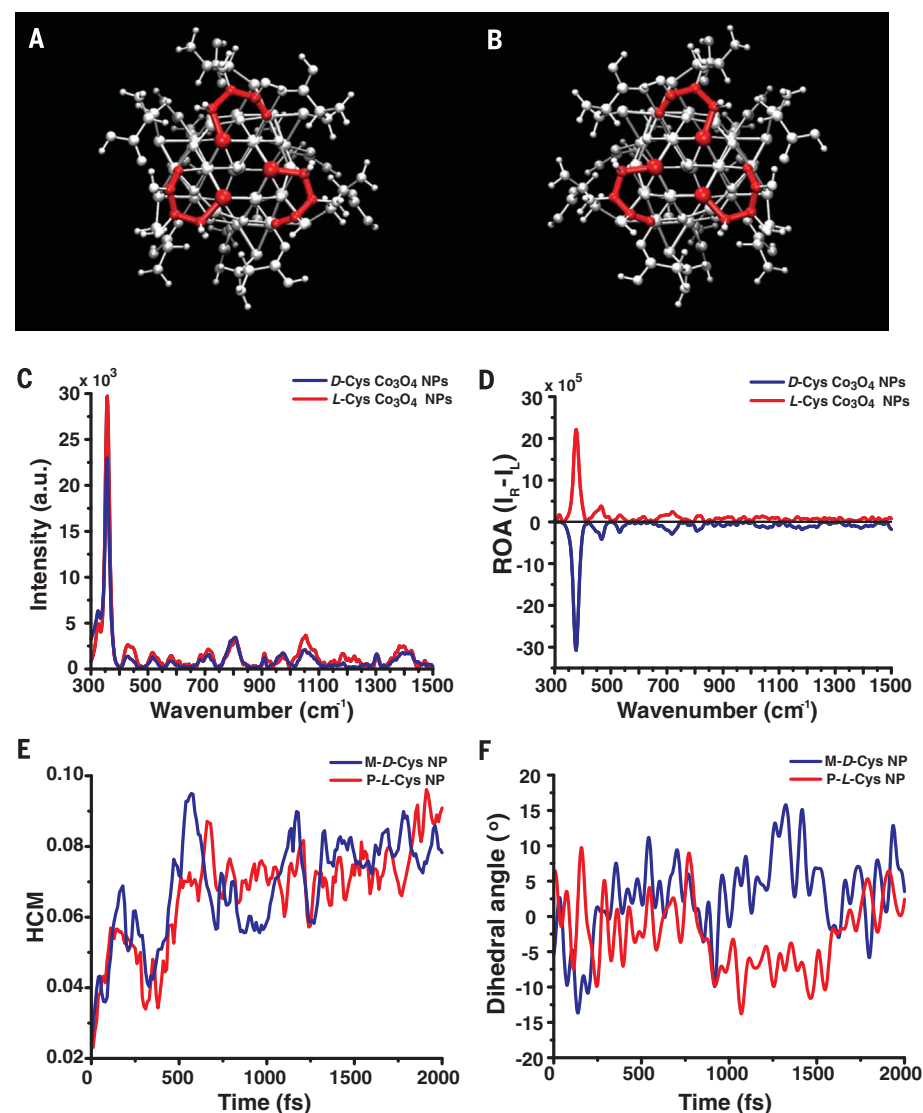 A
B
C
x 10³
D-Cys Co₃O₄ NPs
L-Cys Co₃O₄ NPs
30
25
20
15
10
5
0
Intensity (a.u.)
300 500 700 900 1100 1300 1500
Wavenumber (cm⁻¹)
D
x 10⁵
D-Cys Co₃O₄ NPs
L-Cys Co₃O₄ NPs
30
20
10
0
-10
-20
-30
ROA (I_R-I_L)
300 500 700 900 1100 1300 1500
Wavenumber (cm⁻¹)
E
M-D-Cys NP
P-L-Cys NP
0.10
0.08
0.06
0.04
0.02
HCM
0 500 1000 1500 2000
Time (fs)
F
M-D-Cys NP
P-L-Cys NP
20
15
10
5
0
-5
-10
-15
-20
Dihedral angle (º)
0 500 1000 1500 2000
Time (fs)